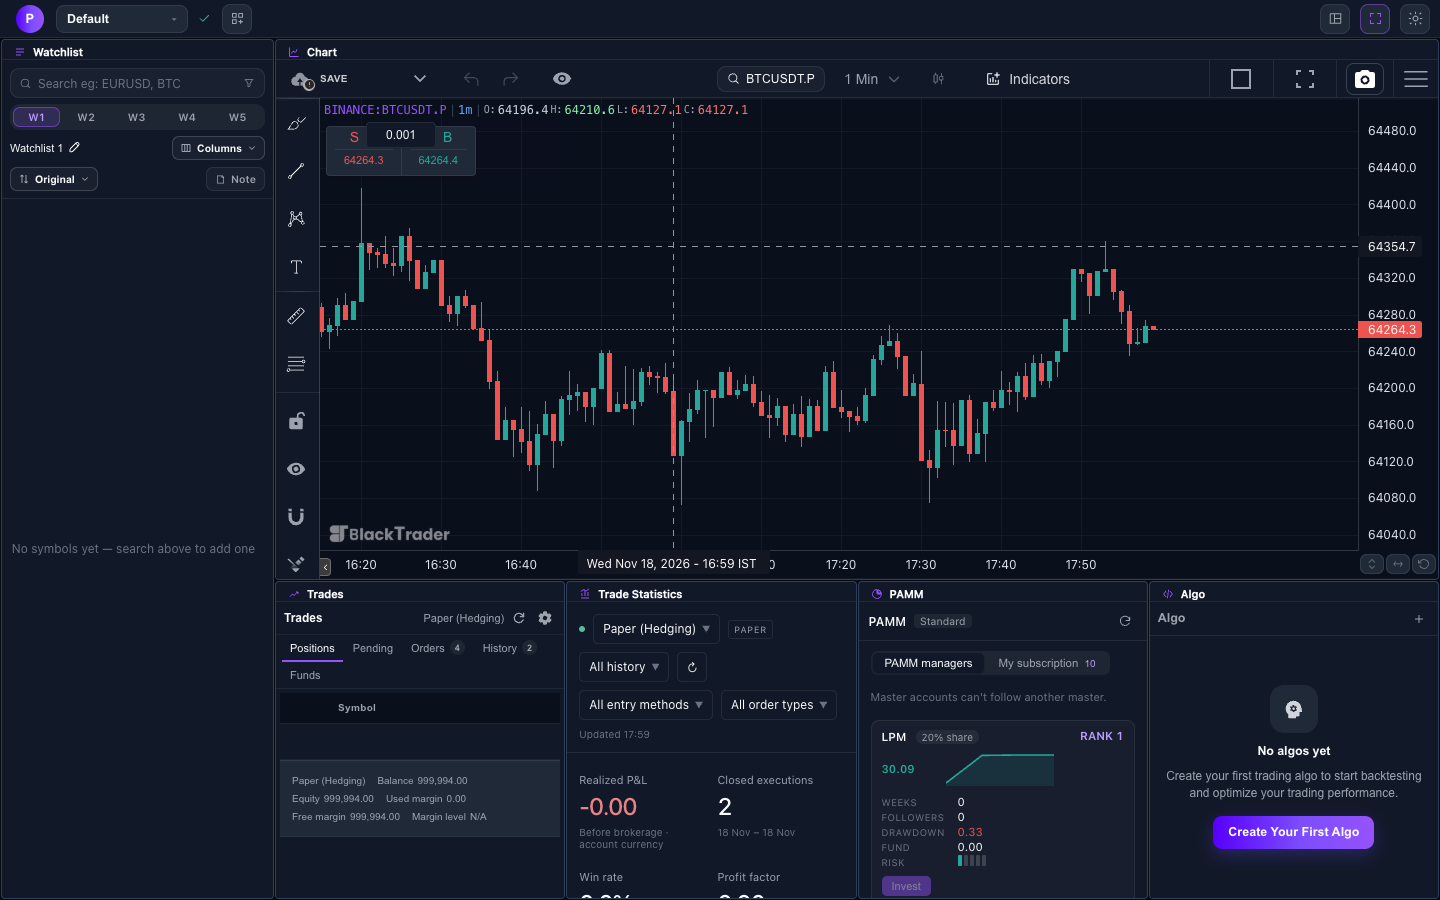 P
Default
Watchlist
Search eg: EURUSD, BTC
W1 W2 W3 W4 W5
Watchlist 1 Columns
Original Note
No symbols yet — search above to add one
Chart
SAVE
BTCUSDT.P 1 Min Indicators
BINANCE:BTCUSDT.P 1m O:64196.4 H:64210.6 L:64127.1 C:64127.1
S 0.001 B
64264.3 64264.4
64480.0
64440.0
64400.0
64354.7
64320.0
64280.0
64264.3
64240.0
64200.0
64160.0
64120.0
64080.0
64040.0
BlackTrader
16:20 16:30 16:40 Wed Nov 18, 2026 - 16:59 IST 17:20 17:30 17:40 17:50
Trades
Trades Paper (Hedging)
Positions Pending Orders 4 History 2
Funds
Symbol
Paper (Hedging) Balance 999,994.00
Equity 999,994.00 Used margin 0.00
Free margin 999,994.00 Margin level N/A
Trade Statistics
Paper (Hedging) PAPER
All history
All entry methods All order types
Updated 17:59
Realized P&L Closed executions
-0.00 2
Before brokerage · 18 Nov – 18 Nov
account currency
Win rate Profit factor
PAMM
PAMM Standard
PAMM managers My subscription 10
Master accounts can't follow another master.
LPM 20% share RANK 1
30.09
WEEKS 0
FOLLOWERS 0
DRAWDOWN 0.33
FUND 0.00
RISK
Invest
Algo
Algo
No algos yet
Create your first trading algo to start backtesting
and optimize your trading performance.
Create Your First Algo